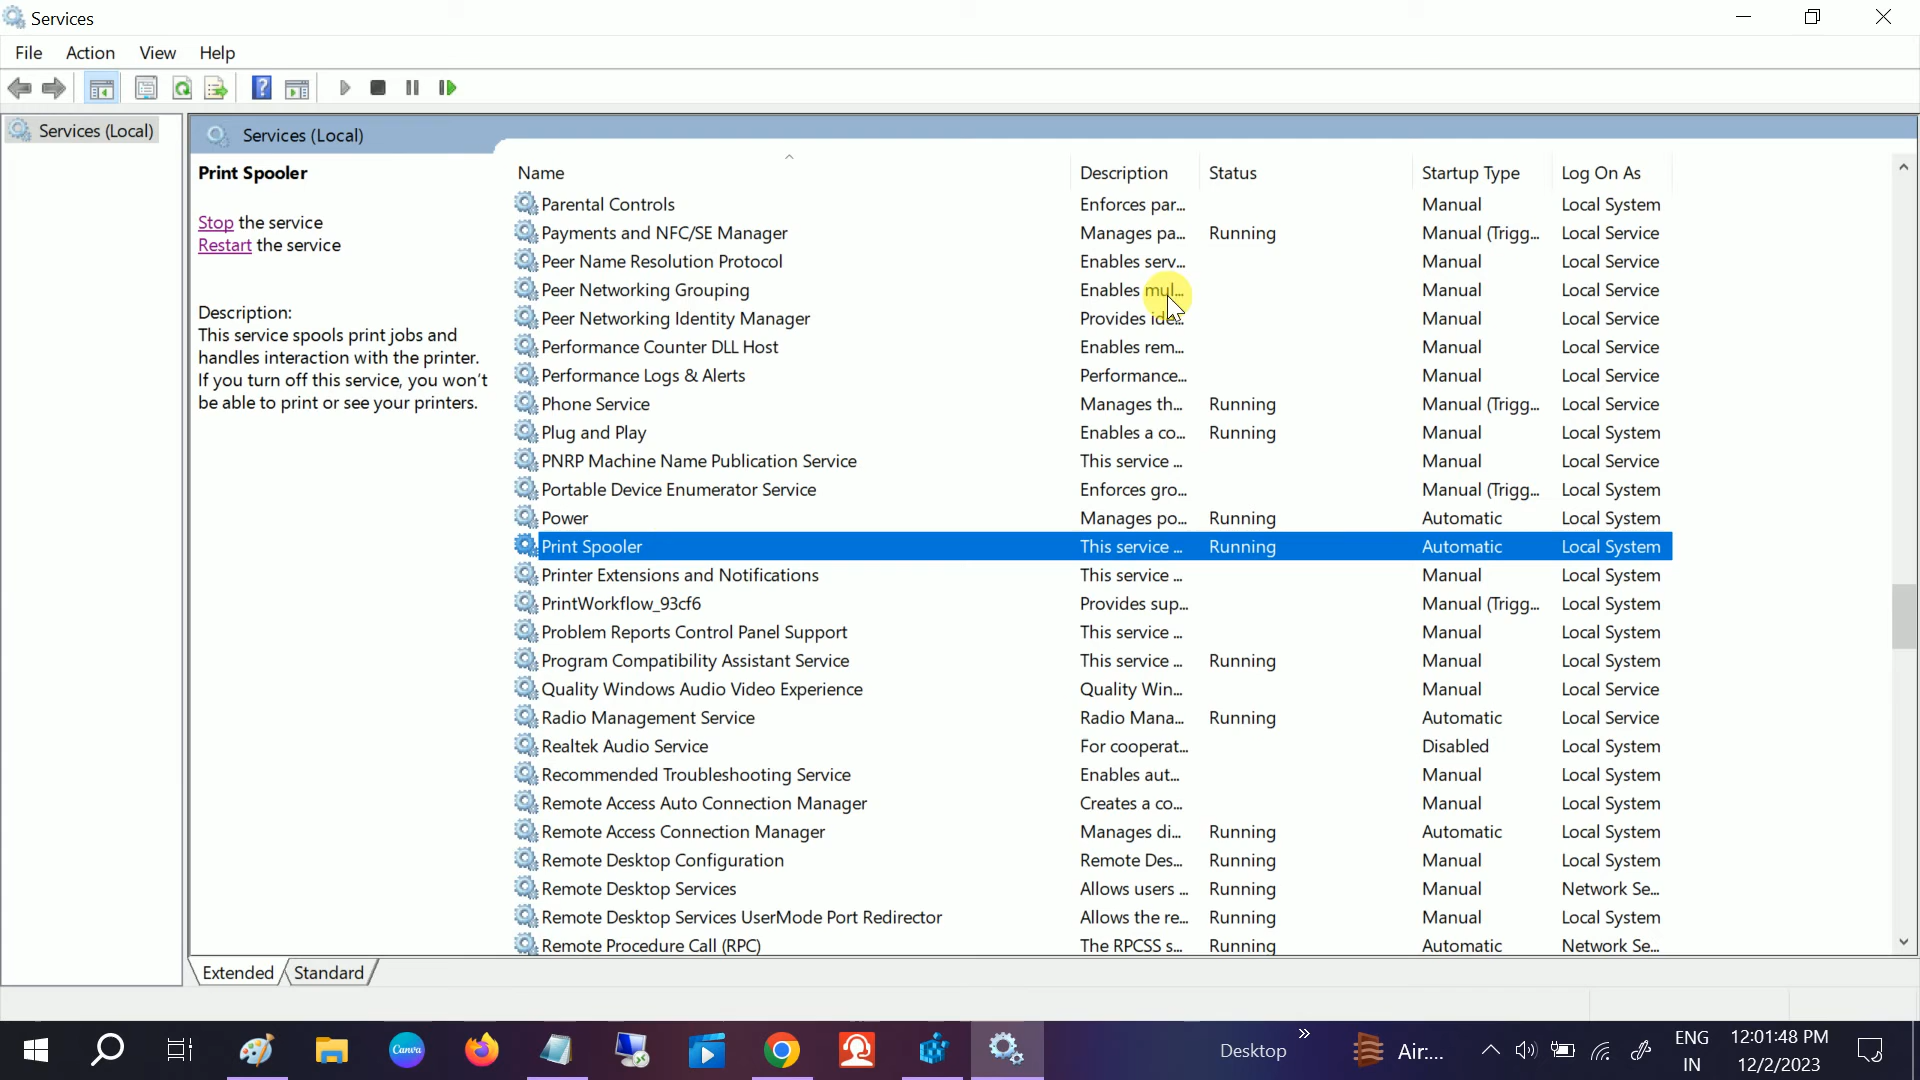 Services
File Action View Help
Services (Local)
Services (Local)
Print Spooler
Stop the service
Restart the service
Description:
This service spools print jobs and
handles interaction with the printer.
If you turn off this service, you won't
be able to print or see your printers.
Name Description Status Startup Type Log On As
Parental Controls Enforces par... Manual Local System
Payments and NFC/SE Manager Manages pa... Running Manual (Trigg... Local Service
Peer Name Resolution Protocol Enables serv... Manual Local Service
Peer Networking Grouping Enables mul... Manual Local Service
Peer Networking Identity Manager Provides ide... Manual Local Service
Performance Counter DLL Host Enables rem... Manual Local Service
Performance Logs & Alerts Performance... Manual Local Service
Phone Service Manages th... Running Manual (Trigg... Local Service
Plug and Play Enables a co... Running Manual Local System
PNRP Machine Name Publication Service This service ... Manual Local Service
Portable Device Enumerator Service Enforces gro... Manual (Trigg... Local System
Power Manages po... Running Automatic Local System
Print Spooler This service ... Running Automatic Local System
Printer Extensions and Notifications This service ... Manual Local System
PrintWorkflow_93cf6 Provides sup... Manual (Trigg... Local System
Problem Reports Control Panel Support This service ... Manual Local System
Program Compatibility Assistant Service This service ... Running Manual Local System
Quality Windows Audio Video Experience Quality Win... Manual Local Service
Radio Management Service Radio Mana... Running Automatic Local Service
Realtek Audio Service For cooperat... Disabled Local System
Recommended Troubleshooting Service Enables aut... Manual Local System
Remote Access Auto Connection Manager Creates a co... Manual Local System
Remote Access Connection Manager Manages di... Running Automatic Local System
Remote Desktop Configuration Remote Des... Running Manual Local System
Remote Desktop Services Allows users ... Running Manual Network Se...
Remote Desktop Services UserMode Port Redirector Allows the re... Running Manual Local System
Remote Procedure Call (RPC) The RPCSS s... Running Automatic Network Se...
Extended Standard
Canva
Desktop
Air:...
ENG
IN
12:01:48 PM
12/2/2023